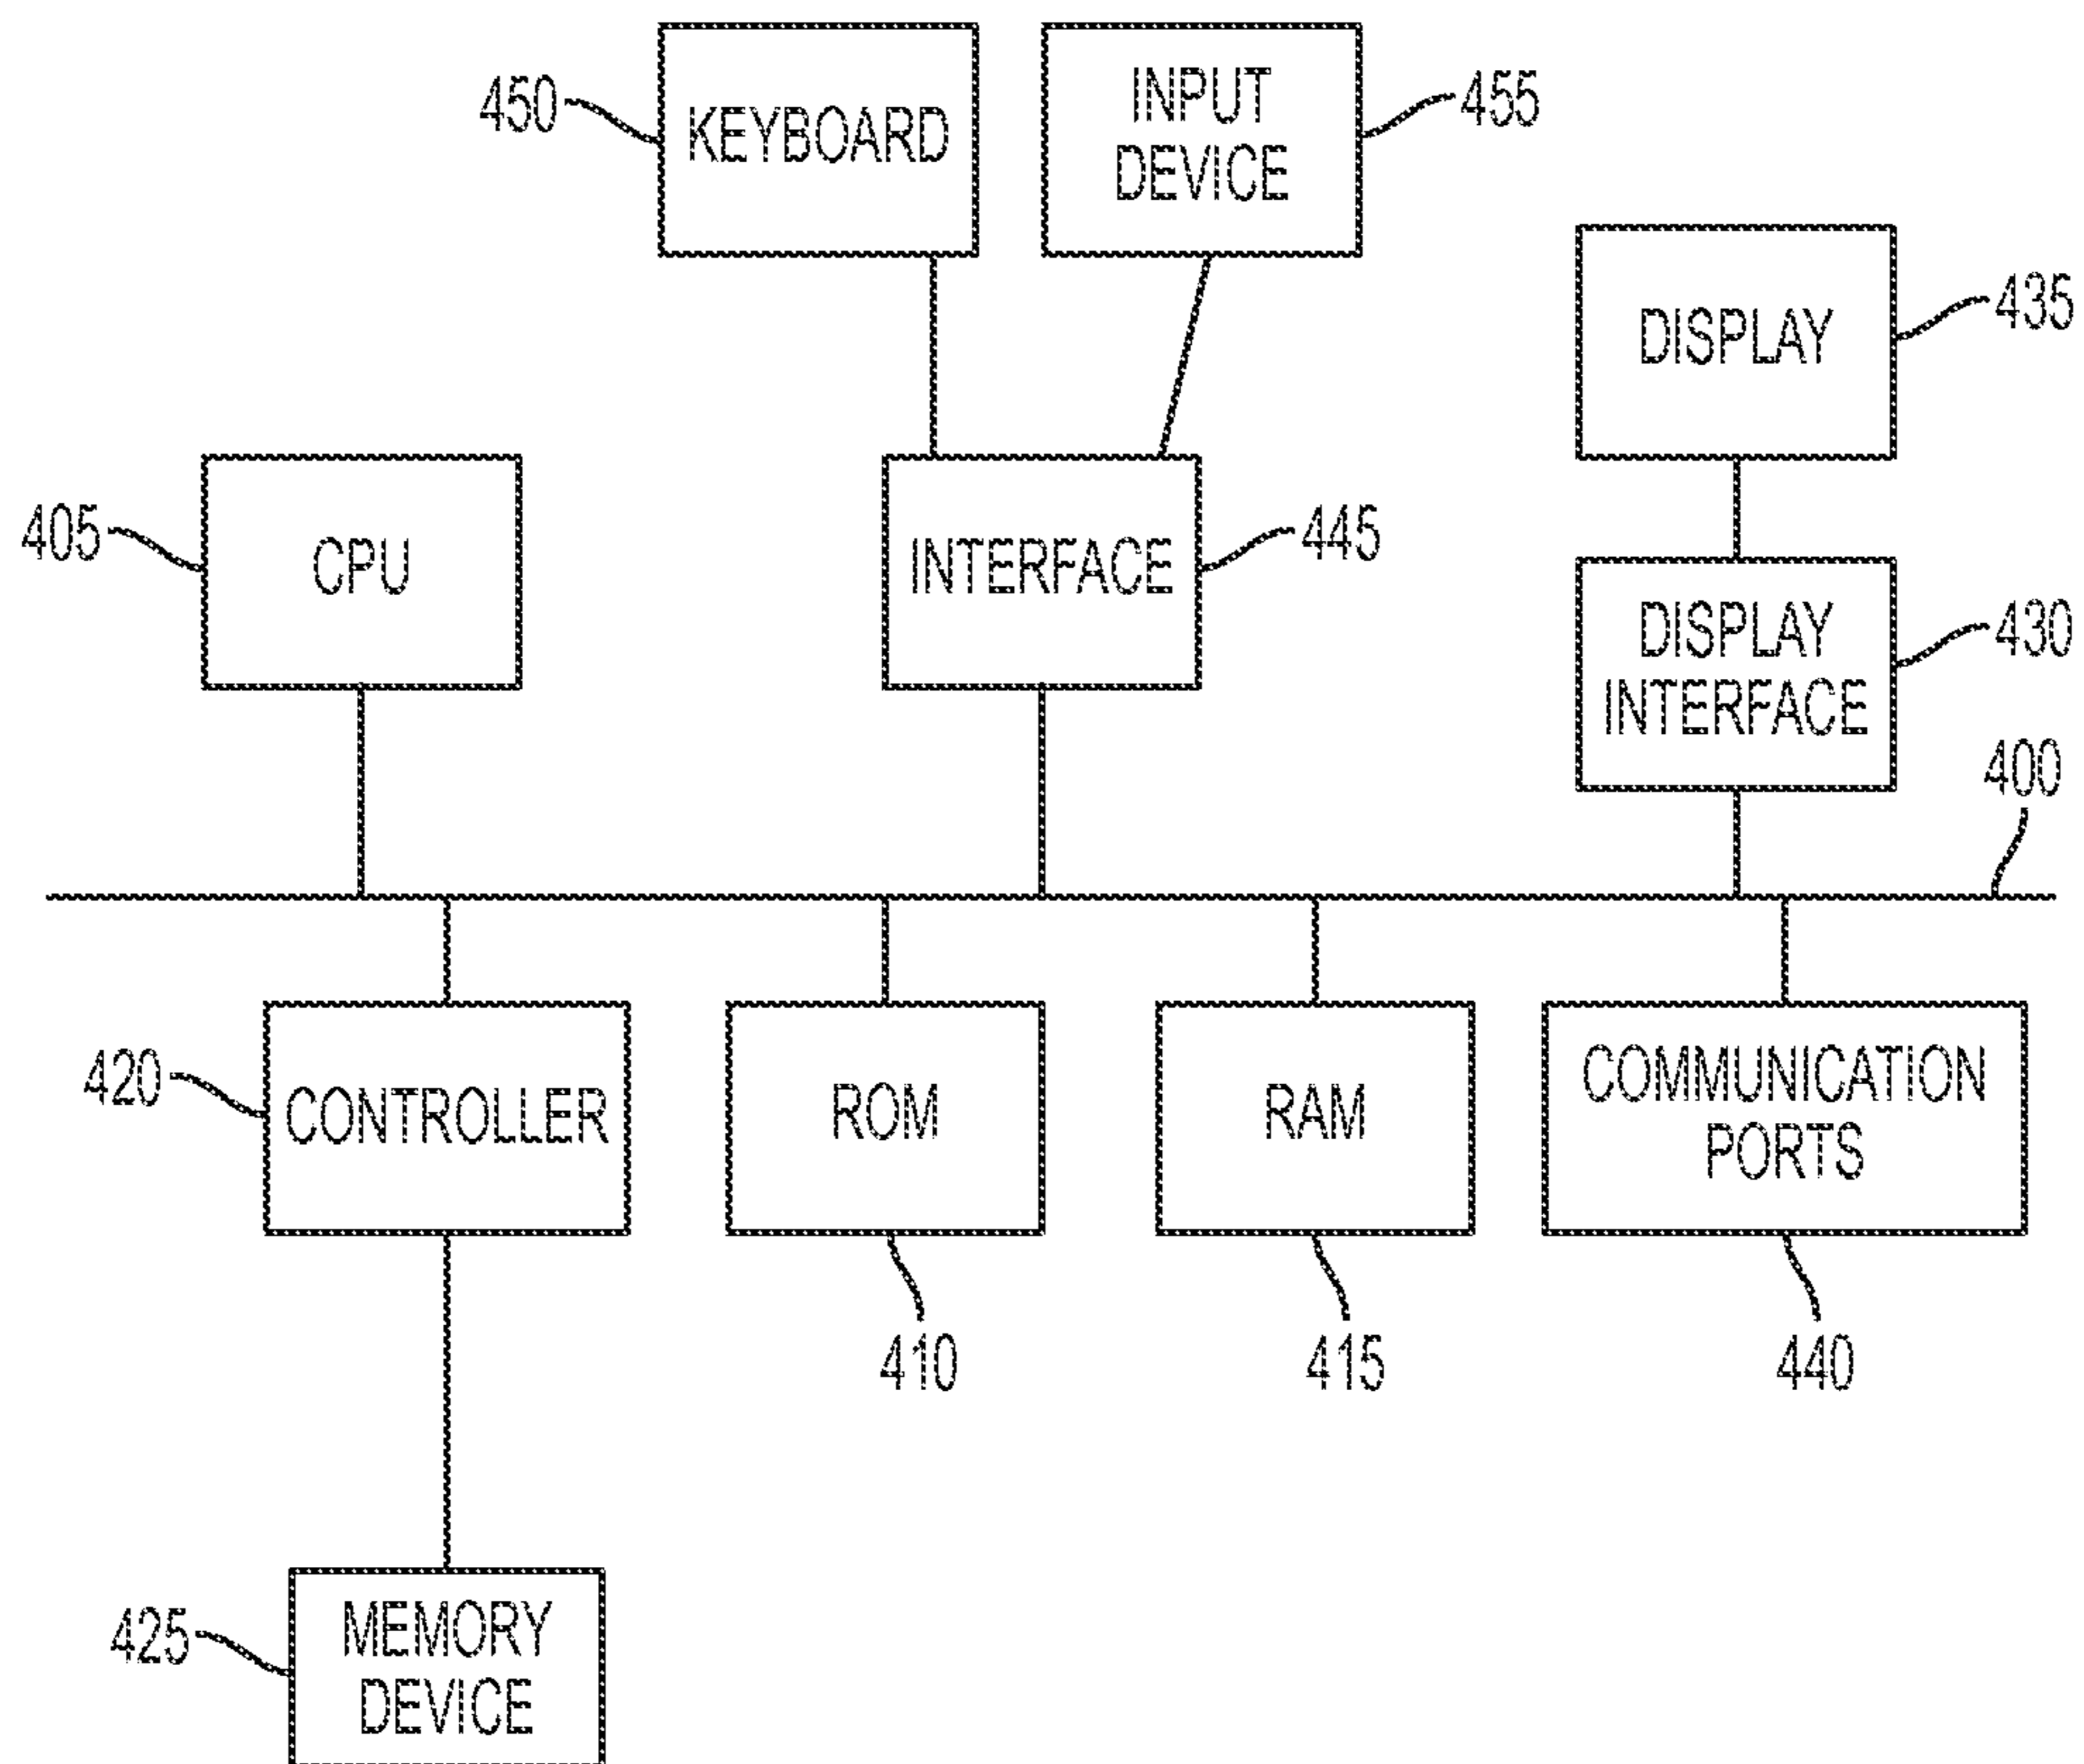 450
KEYBOARD
INPUT
DEVICE
455
DISPLAY
435
405
CPU
INTERFACE
445
DISPLAY
INTERFACE
430
400
420
CONTROLLER
ROM
RAM
COMMUNICATION
PORTS
410
415
440
425
MEMORY
DEVICE